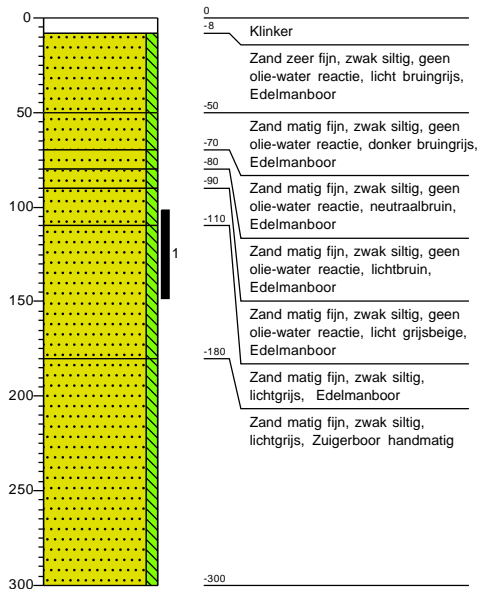 0
50
100
150
200
250
300
1
0
-8
Klinker
Zand zeer fijn, zwak siltig, geen
olie-water reactie, licht bruingrijs,
Edelmanboor
-50
Zand matig fijn, zwak siltig, geen
olie-water reactie, donker bruingrijs,
Edelmanboor
-70
Zand matig fijn, zwak siltig, geen
olie-water reactie, neutraalbruin,
Edelmanboor
-80
Zand matig fijn, zwak siltig, geen
olie-water reactie, lichtbruin,
Edelmanboor
-90
Zand matig fijn, zwak siltig, geen
olie-water reactie, licht grijsbeige,
Edelmanboor
-110
Zand matig fijn, zwak siltig,
lichtgrijs, Edelmanboor
-180
Zand matig fijn, zwak siltig,
lichtgrijs, Zuigerboor handmatig
-300